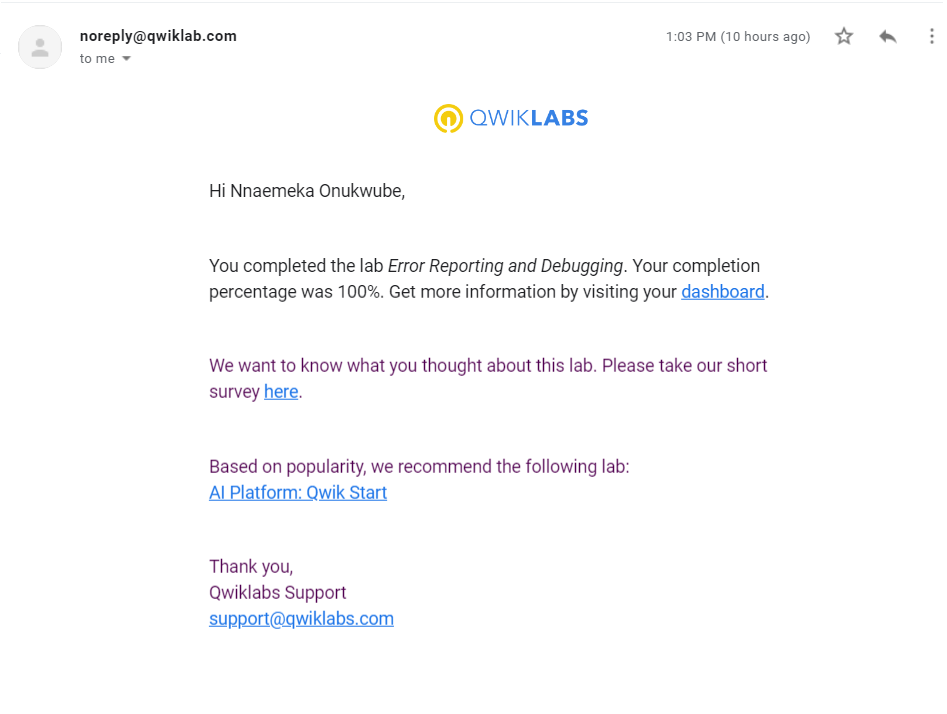 noreply@qwiklab.com
1:03 PM (10 hours ago)
to me
QWIKLABS
Hi Nnaemeka Onukwube,
You completed the lab Error Reporting and Debugging. Your completion
percentage was 100%. Get more information by visiting your dashboard.
We want to know what you thought about this lab. Please take our short
survey here.
Based on popularity, we recommend the following lab:
AI Platform: Qwik Start
Thank you,
Qwiklabs Support
support@qwiklabs.com